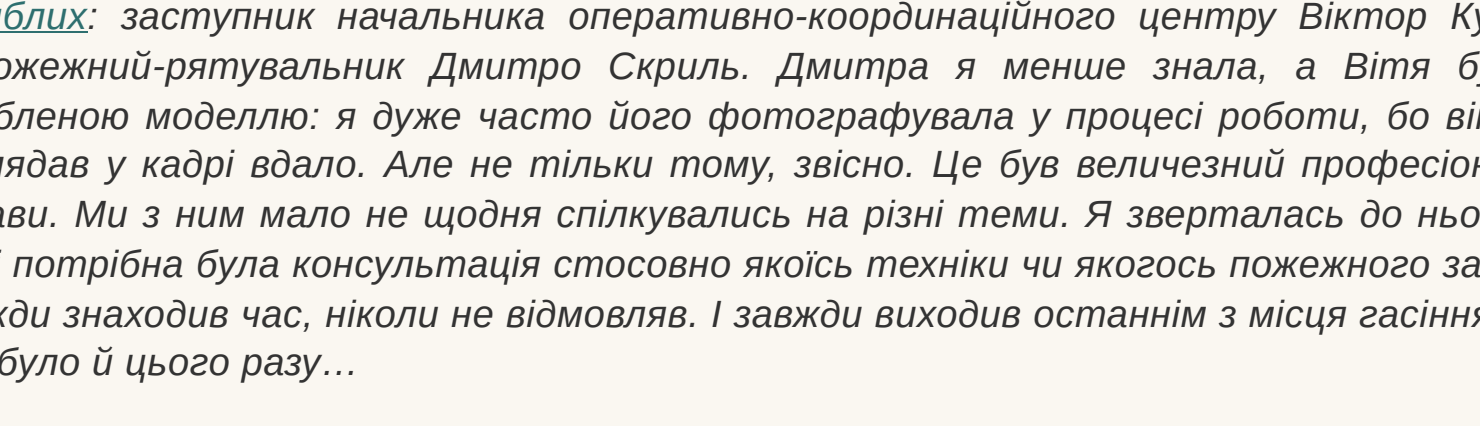 блих: заступник начальника оперативно-координаційного центру Віктор Ку
ожежний-рятувальник Дмитро Скриль. Дмитра я менше знала, а Вітя б
бленою моделлю: я дуже часто його фотографувала у процесі роботи, бо ві
лядав у кадрі вдало. Але не тільки тому, звісно. Це був величезний професіон
ави. Ми з ним мало не щодня спілкувались на різні теми. Я зверталась до ньо
потрібна була консультація стосовно якоїсь техніки чи якогось пожежного за
жди знаходив час, ніколи не відмовляв. І завжди виходив останнім з місця гасіння
було й цього разу…